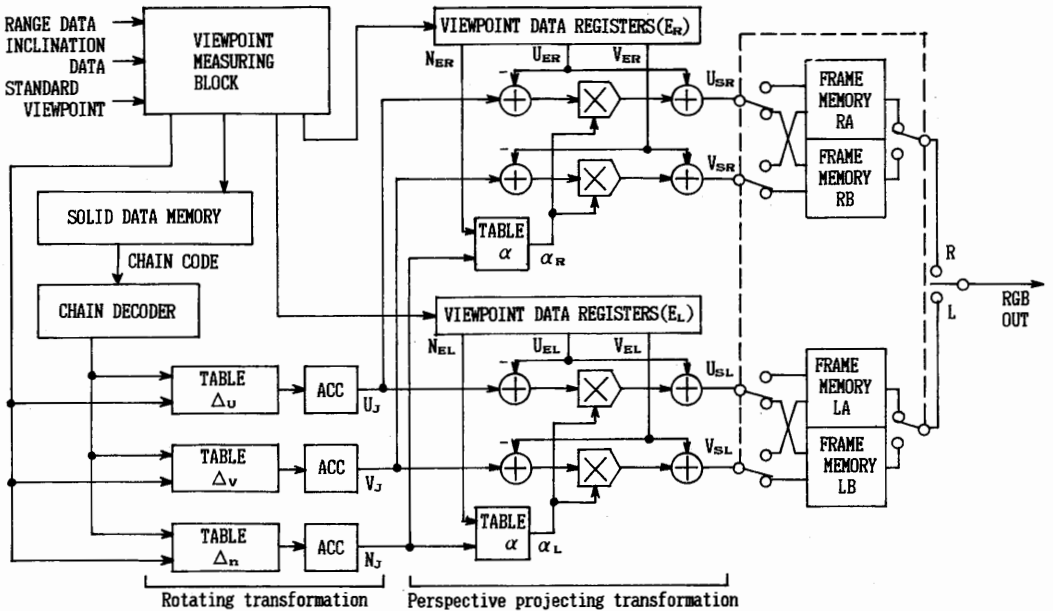 RANGE DATA
INCLINATION
DATA
STANDARD
VIEWPOINT
VIEWPOINT
MEASURING
BLOCK
SOLID DATA MEMORY
CHAIN CODE
CHAIN DECODER
TABLE
Δu
ACC
UJ
TABLE
Δv
ACC
VJ
TABLE
Δn
ACC
NJ
Rotating transformation
VIEWPOINT DATA REGISTERS(ER)
NER
UER
VER
-
+
×
+
USR
-
+
×
+
VSR
TABLE
α
αR
VIEWPOINT DATA REGISTERS(EL)
NEL
UEL
VEL
-
+
×
+
USL
-
+
×
+
VSL
TABLE
α
αL
Perspective projecting transformation
FRAME
MEMORY
RA
FRAME
MEMORY
RB
FRAME
MEMORY
LA
FRAME
MEMORY
LB
R
L
RGB
OUT